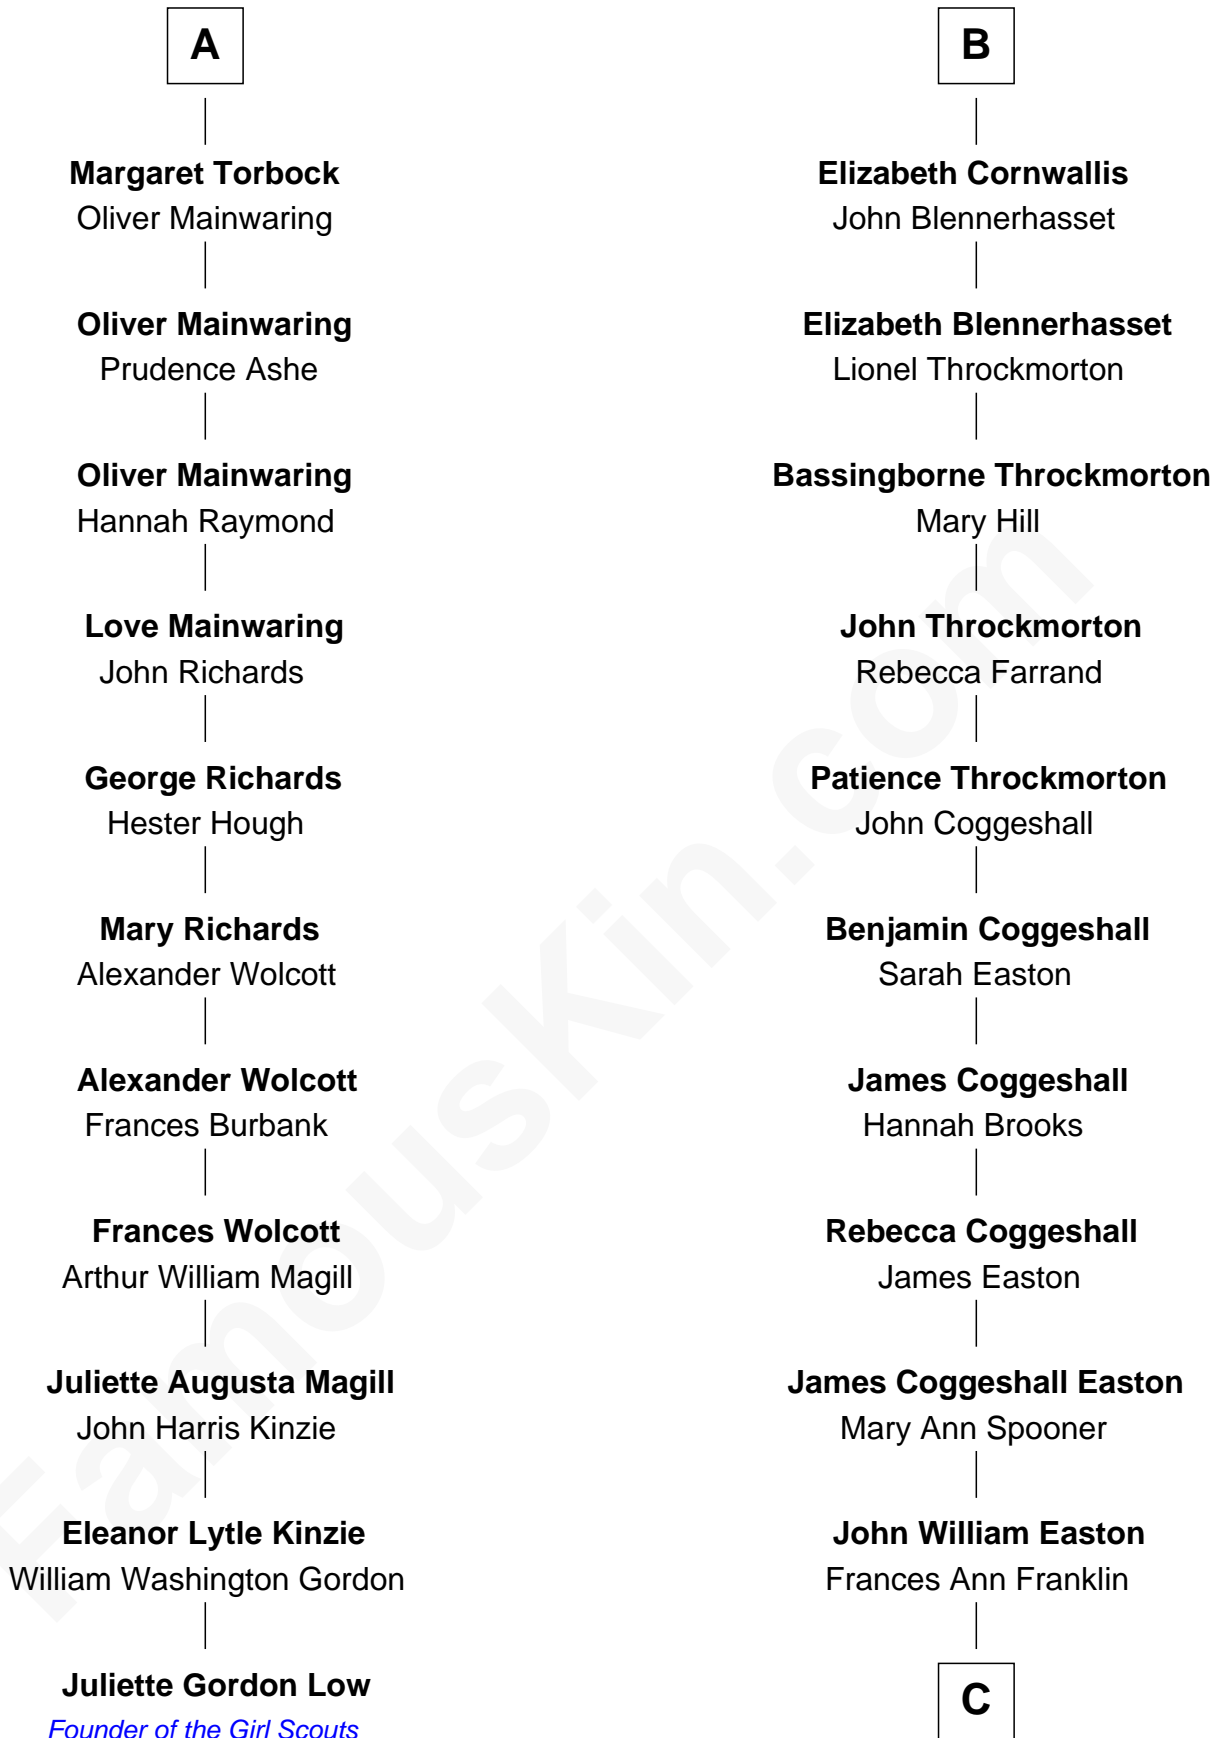 A
Margaret Torbock
Oliver Mainwaring
Oliver Mainwaring
Prudence Ashe
Oliver Mainwaring
Hannah Raymond
Love Mainwaring
John Richards
George Richards
Hester Hough
Mary Richards
Alexander Wolcott
Alexander Wolcott
Frances Burbank
Frances Wolcott
Arthur William Magill
Juliette Augusta Magill
John Harris Kinzie
Eleanor Lytle Kinzie
William Washington Gordon
Juliette Gordon Low
Founder of the Girl Scouts
B
Elizabeth Cornwallis
John Blennerhasset
Elizabeth Blennerhasset
Lionel Throckmorton
Bassingborne Throckmorton
Mary Hill
John Throckmorton
Rebecca Farrand
Patience Throckmorton
John Coggeshall
Benjamin Coggeshall
Sarah Easton
James Coggeshall
Hannah Brooks
Rebecca Coggeshall
James Easton
James Coggeshall Easton
Mary Ann Spooner
John William Easton
Frances Ann Franklin
C
FamousKin.com